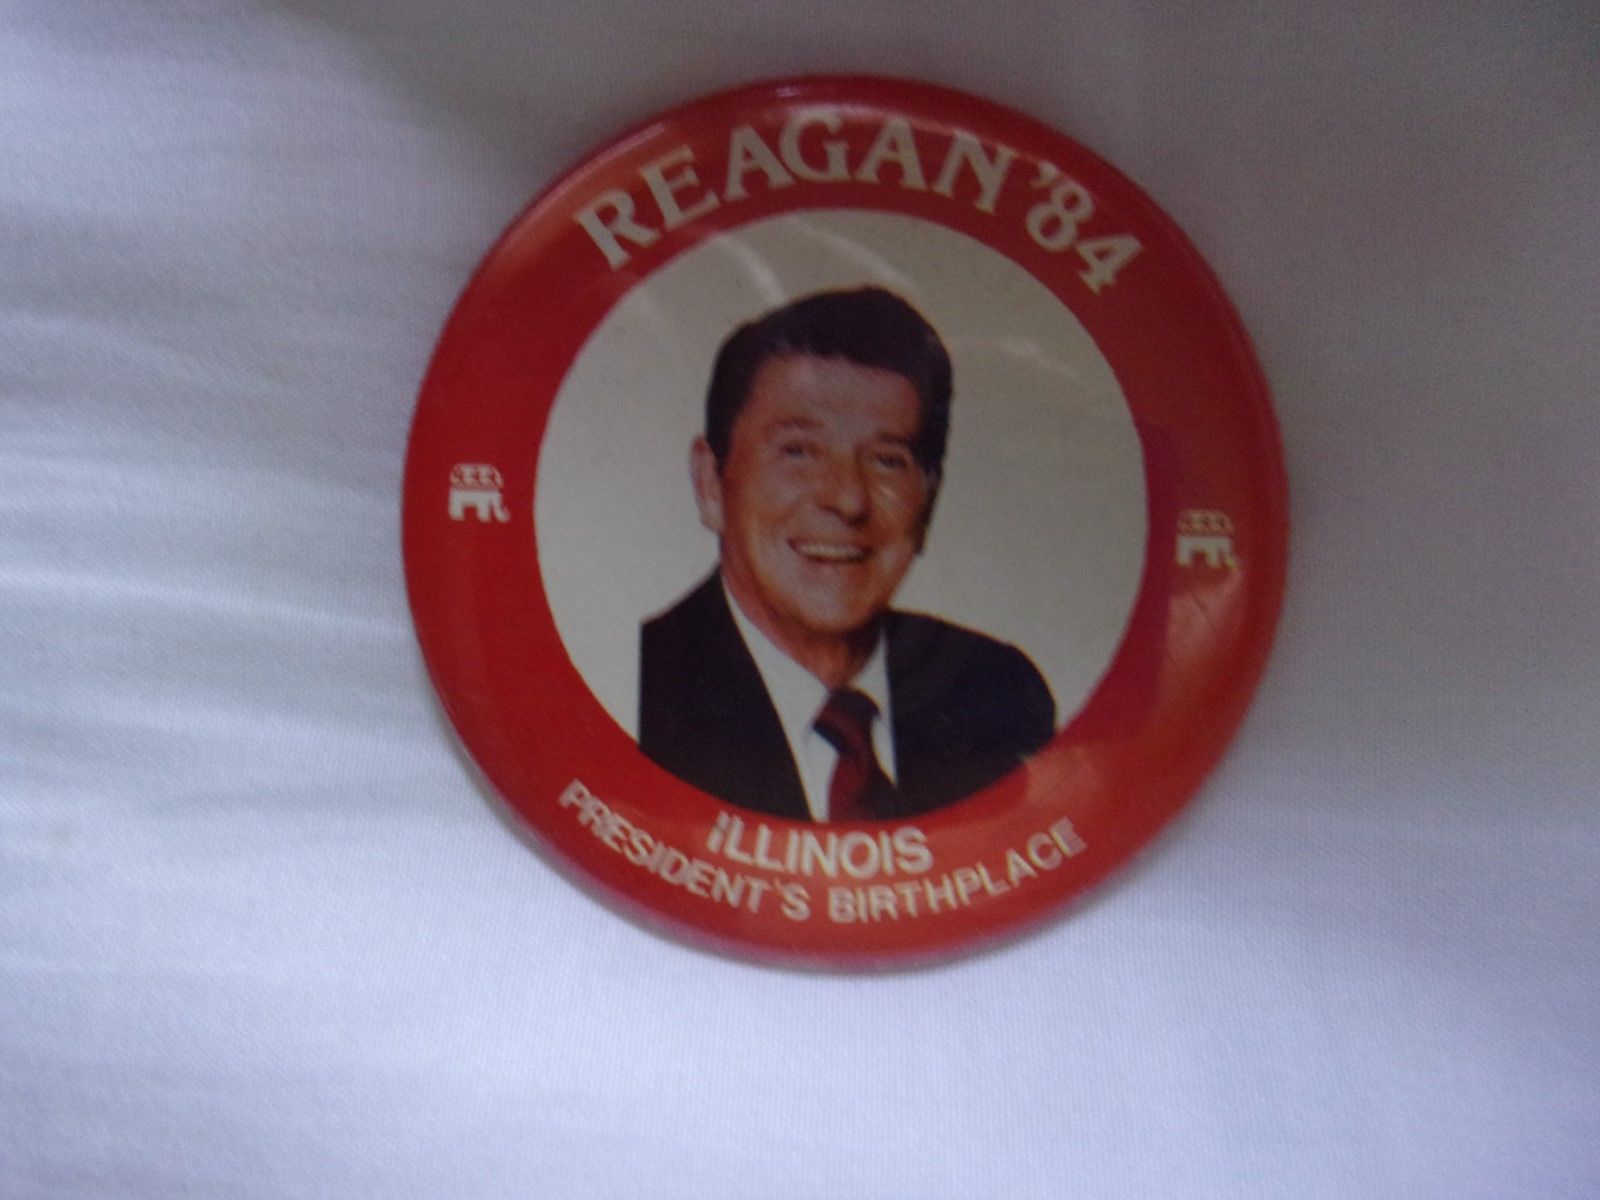 REAGAN '84
ILLINOIS
PRESIDENT'S BIRTHPLACE